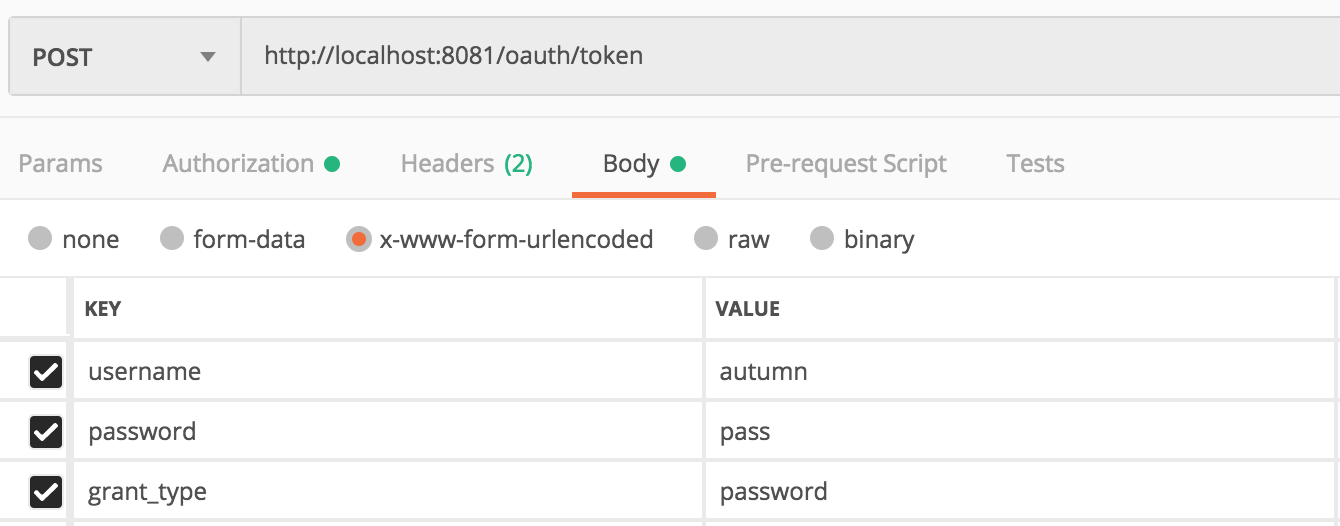 POST http://localhost:8081/oauth/token
Params Authorization Headers (2) Body Pre-request Script Tests
none form-data x-www-form-urlencoded raw binary
KEY VALUE
username autumn
password pass
grant_type password